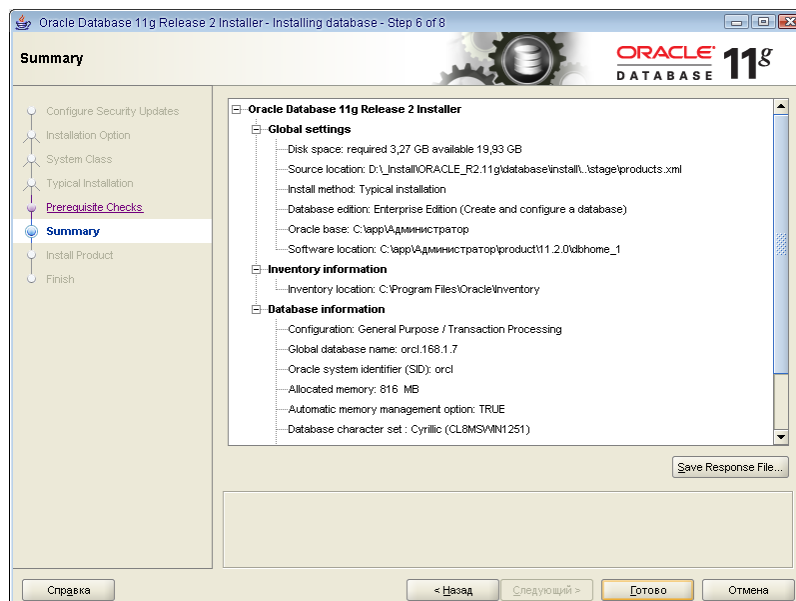 Oracle Database 11g Release 2 Installer - Installing database - Step 6 of 8
Summary
ORACLE
DATABASE 11g
Configure Security Updates
Installation Option
System Class
Typical Installation
Prerequisite Checks
Summary
Install Product
Finish
Oracle Database 11g Release 2 Installer
Global settings
Disk space: required 3,27 GB available 19,93 GB
Source location: D:\_Install\ORACLE_R2.11g\database\install\..\stage\products.xml
Install method: Typical installation
Database edition: Enterprise Edition (Create and configure a database)
Oracle base: C:\app\Администратор
Software location: C:\app\Администратор\product\11.2.0\dbhome_1
Inventory information
Inventory location: C:\Program Files\Oracle\Inventory
Database information
Configuration: General Purpose / Transaction Processing
Global database name: orcl.168.1.7
Oracle system identifier (SID): orcl
Allocated memory: 816 MB
Automatic memory management option: TRUE
Database character set : Cyrillic (CL8MSWIN1251)
Save Response File...
Справка
< Назад
Следующий >
Готово
Отмена